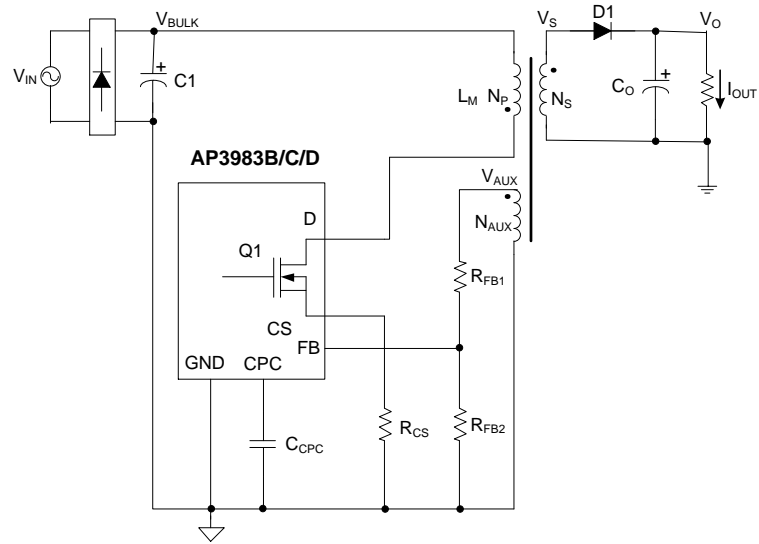 V_BULK
V_S
D1
V_O
V_IN
+
C1
L_M N_P
N_S
C_O
+
I_OUT
AP3983B/C/D
V_AUX
D
N_AUX
Q1
R_FB1
CS
FB
GND
CPC
C_CPC
R_CS
R_FB2